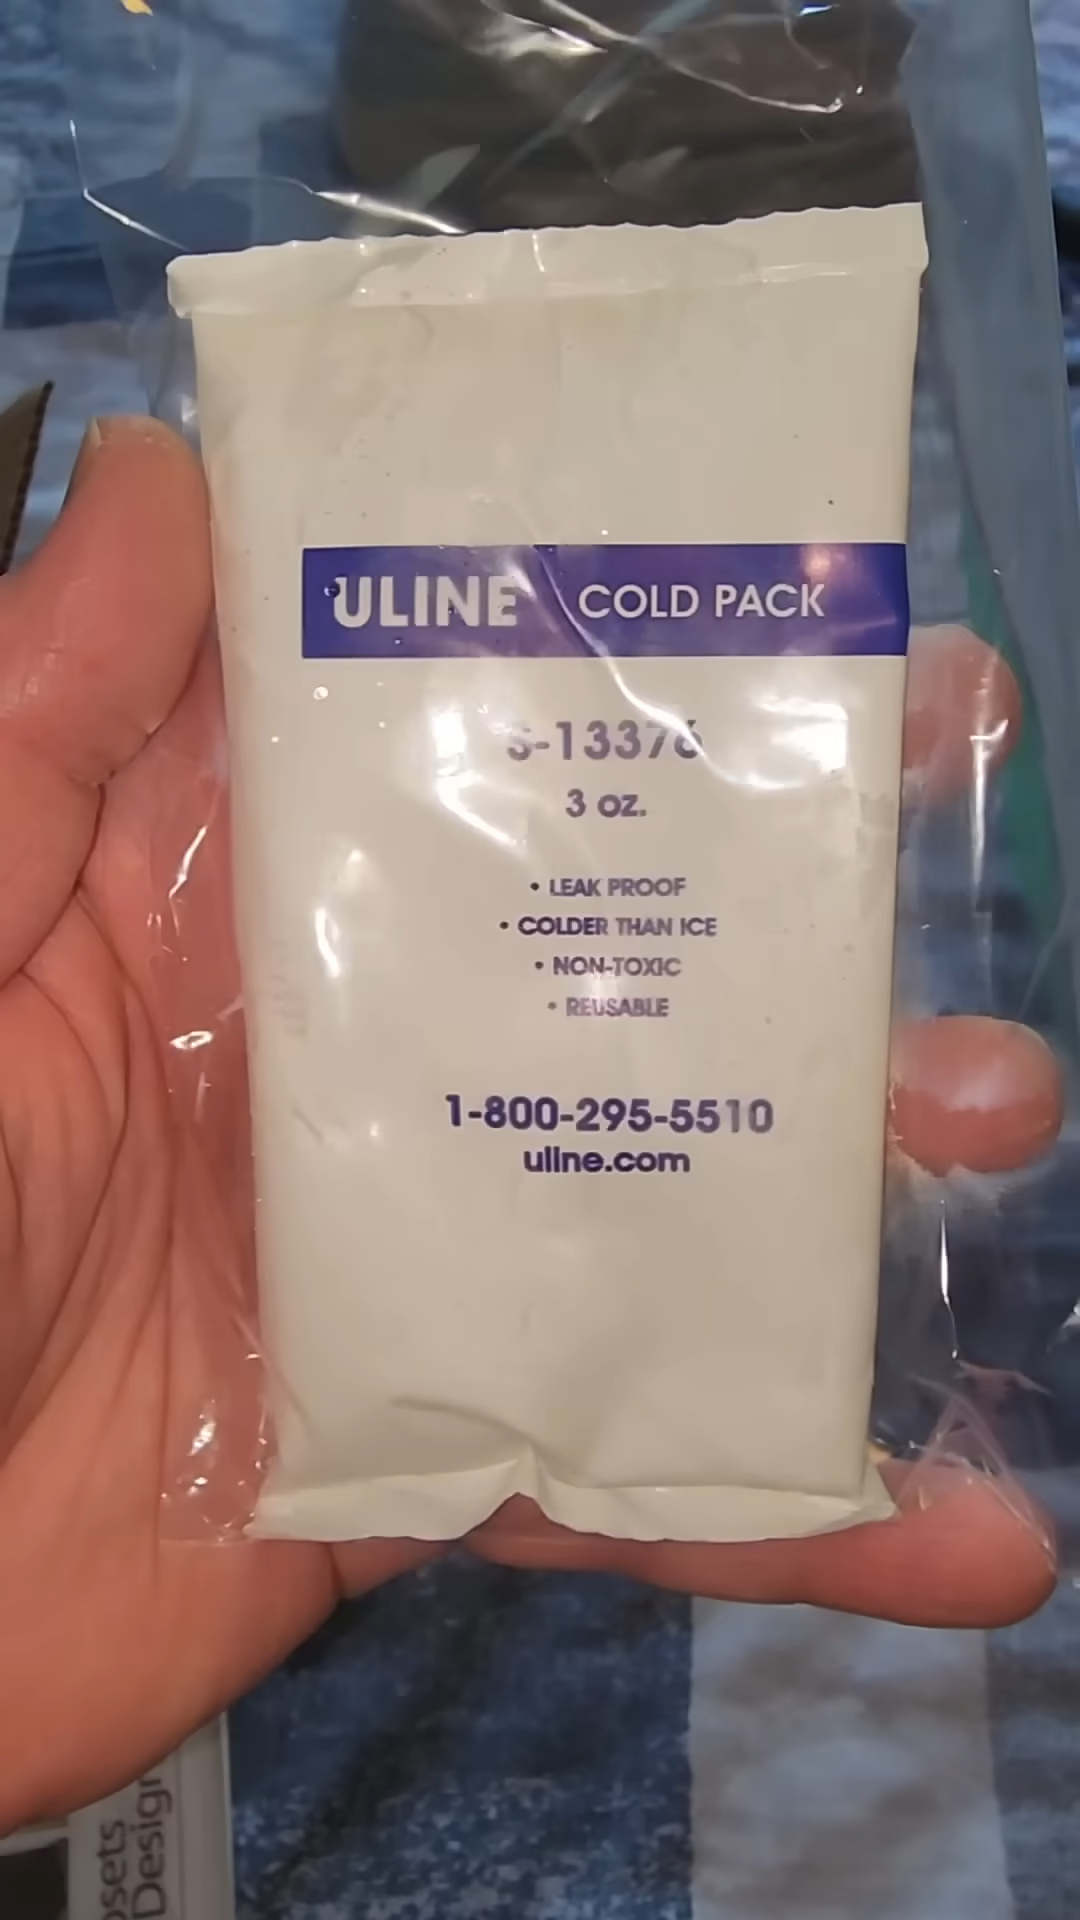 ULINE COLD PACK
S-13376
3 oz.
• LEAK PROOF
• COLDER THAN ICE
• NON-TOXIC
• REUSABLE
1-800-295-5510
uline.com